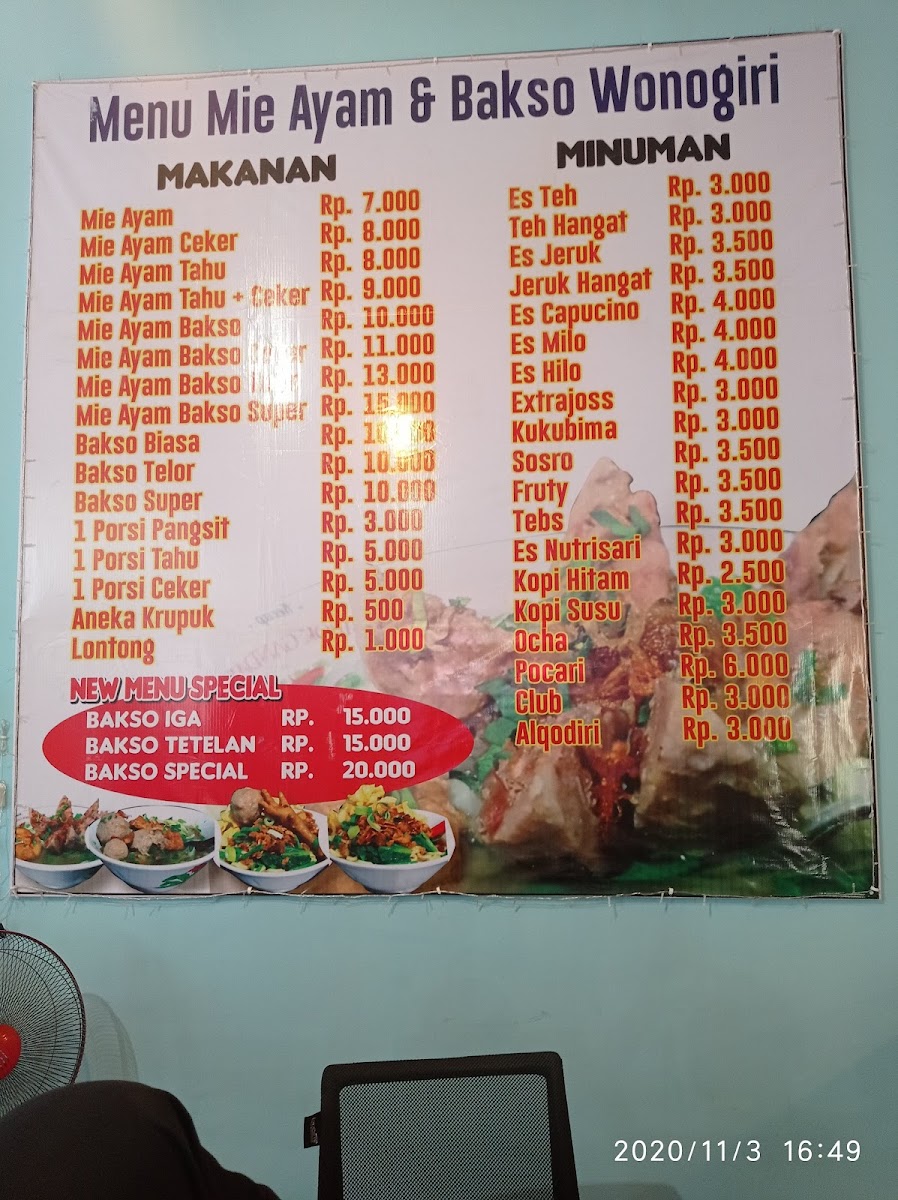 Menu Mie Ayam & Bakso Wonogiri
MAKANAN
Mie Ayam Rp. 7.000
Mie Ayam Ceker Rp. 8.000
Mie Ayam Tahu Rp. 8.000
Mie Ayam Tahu + Ceker Rp. 9.000
Mie Ayam Bakso Rp. 10.000
Mie Ayam Bakso Rp. 11.000
Mie Ayam Bakso Rp. 13.000
Mie Ayam Bakso Super Rp. 15.000
Bakso Biasa Rp.
Bakso Telor Rp. 10.000
Bakso Super Rp. 10.000
1 Porsi Pangsit Rp. 3.000
1 Porsi Tahu Rp. 5.000
1 Porsi Ceker Rp. 5.000
Aneka Krupuk Rp. 500
Lontong Rp. 1.000
NEW MENU SPECIAL
BAKSO IGA RP. 15.000
BAKSO TETELAN RP. 15.000
BAKSO SPECIAL RP. 20.000
MINUMAN
Es Teh Rp. 3.000
Teh Hangat Rp. 3.000
Es Jeruk Rp. 3.500
Jeruk Hangat Rp. 3.500
Es Capucino Rp. 4.000
Es Milo Rp. 4.000
Es Hilo Rp. 4.000
Extrajoss Rp. 3.000
Kukubima Rp. 3.000
Sosro Rp. 3.500
Fruty Rp. 3.500
Tebs Rp. 3.500
Es Nutrisari Rp. 3.000
Kopi Hitam Rp. 2.500
Kopi Susu Rp. 3.000
Ocha Rp. 3.500
Pocari Rp. 6.000
Club Rp. 3.000
Alqodiri Rp. 3.000
2020/11/3 16:49